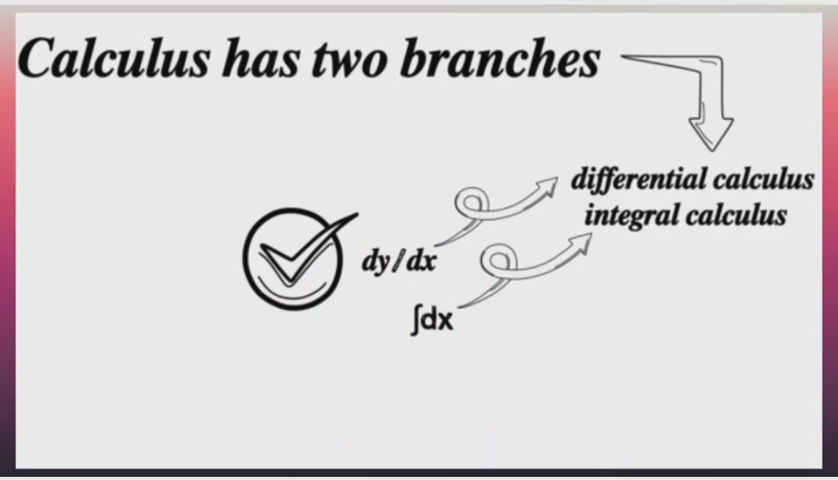 Calculus has two branches
differential calculus
integral calculus
dy/dx
∫dx